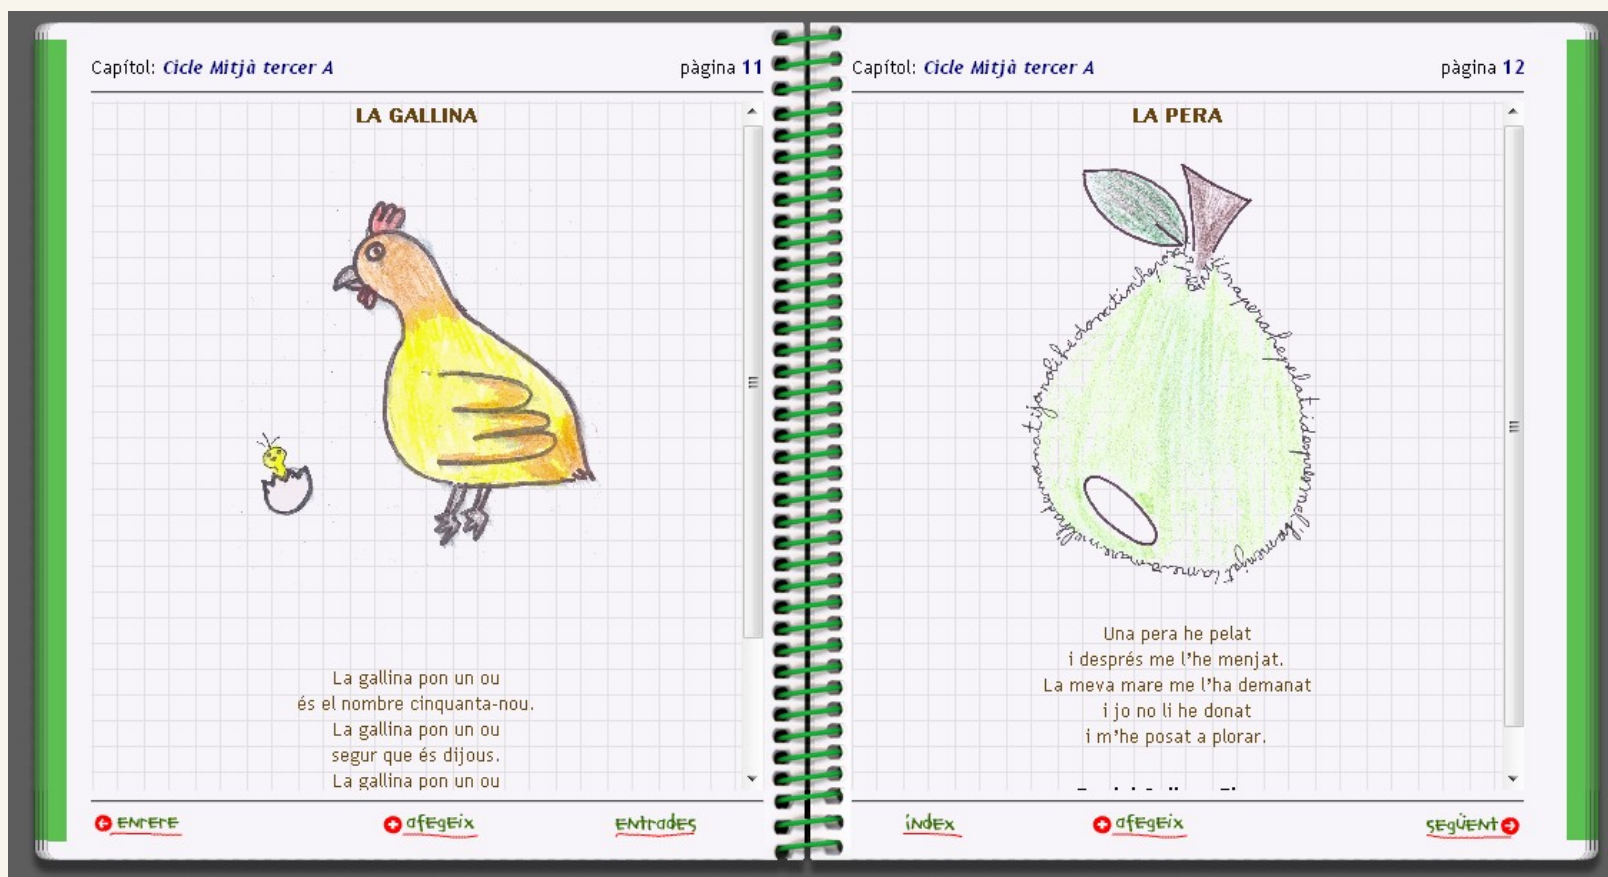 Capítol: Cicle Mitjà tercer A
pàgina 11
LA GALLINA
La gallina pon un ou
és el nombre cinquanta-nou.
La gallina pon un ou
segur que és dijous.
La gallina pon un ou
ENRERE
afegeix
ENtradES
Capítol: Cicle Mitjà tercer A
pàgina 12
LA PERA
Una pera he pelat
i després me l'he menjat.
La meva mare me l'ha demanat
i jo no li he donat
i m'he posat a plorar.
índex
afegeix
SEgÜENt